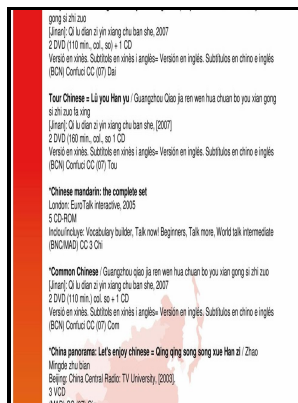 gong si zhi zuo
[Jinan]: Qi lu dian zi yin xiang chu ban she, 2007
2 DVD (110 min., col., so) + 1 CD
Versió en xinès. Subtítols en xinès i anglès= Versión en inglés. Subtítulos en chino e inglés
(BCN) Confuci CC (07) Dai
Tour Chinese = Lü you Han yu / Guangzhou Qiao jia ren wen hua chuan bo you xian gong
si zhi zuo fa xing
[Jinan]: Qi lu dian zi yin xiang chu ban she, [2007]
2 DVD (160 min., col., so 1 CD
Versió en xinès. Subtítols en xinès i anglès= Versión en inglés. Subtítulos en chino e inglés
(BCN) Confuci CC (07) Tou
*Chinese mandarin: the complete set
London: EuroTalk interactive, 2005
5 CD-ROM
Inclou/incluye: Vocabulary builder, Talk now! Beginners, Talk more, World talk intermediate
(BNC/MAD) CC 3 Chi
*Common Chinese / Guangzhou qiao jia ren wen hua chuan bo you xian gong si zhi zuo
[Jinan]: Qi lu dian zi yin xiang chu ban she, 2007
2 DVD (110 min.) col. so + 1 CD
Versió en xinès. Subtítols en xinès i anglès= Versión en inglés. Subtítulos en chino e inglés
(BCN) Confuci CC (07) Com
*China panorama: Let's enjoy chinese = Qing qing song song xue Han zi / Zhao
Mingde zhu bian
Beijing: China Central Radio: TV University, [2003],
3 VCD